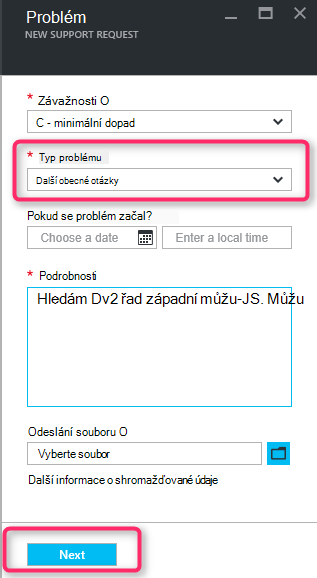 Problém
NEW SUPPORT REQUEST
* Závažnosti O
C - minimální dopad
* Typ problému
Další obecné otázky
Pokud se problém začal?
Choose a date
Enter a local time
* Podrobnosti
Hledám Dv2 řad západní můžu-JS. Můžu
Odeslání souboru O
Vyberte soubor
Další informace o shromažďované údaje
Next